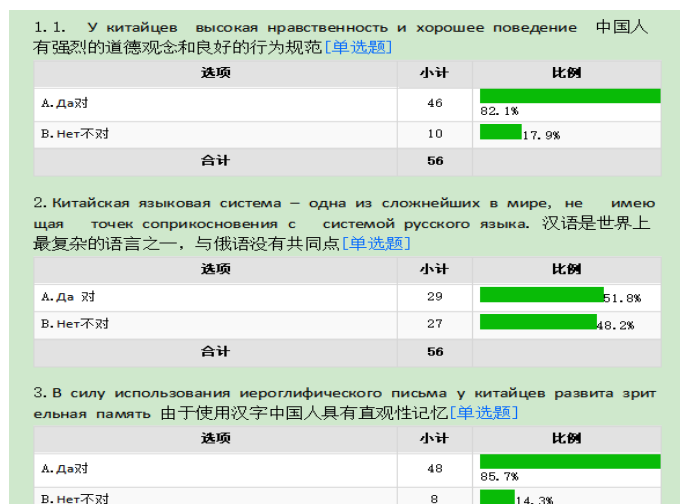 1. 1. У китайцев высокая нравственность и хорошее поведение 中国人
有强烈的道德观念和良好的行为规范[单选题]
选项 小计 比例
A.Да对 46 82.1%
B.Нет不对 10 17.9%
合计 56
2. Китайская языковая система – одна из сложнейших в мире, не имею
щая точек соприкосновения с системой русского языка. 汉语是世界上
最复杂的语言之一，与俄语没有共同点[单选题]
选项 小计 比例
A.Да 对 29 51.8%
B.Нет不对 27 48.2%
合计 56
3. В силу использования иероглифического письма у китайцев развита зрит
ельная память 由于使用汉字中国人具有直观性记忆[单选题]
选项 小计 比例
A.Да对 48 85.7%
B.Нет不对 8 14.3%